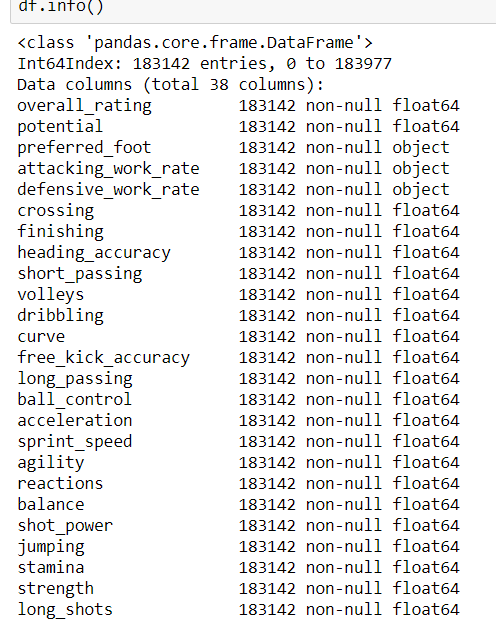 df.info()
<class 'pandas.core.frame.DataFrame'>
Int64Index: 183142 entries, 0 to 183977
Data columns (total 38 columns):
overall_rating 183142 non-null float64
potential 183142 non-null float64
preferred_foot 183142 non-null object
attacking_work_rate 183142 non-null object
defensive_work_rate 183142 non-null object
crossing 183142 non-null float64
finishing 183142 non-null float64
heading_accuracy 183142 non-null float64
short_passing 183142 non-null float64
volleys 183142 non-null float64
dribbling 183142 non-null float64
curve 183142 non-null float64
free_kick_accuracy 183142 non-null float64
long_passing 183142 non-null float64
ball_control 183142 non-null float64
acceleration 183142 non-null float64
sprint_speed 183142 non-null float64
agility 183142 non-null float64
reactions 183142 non-null float64
balance 183142 non-null float64
shot_power 183142 non-null float64
jumping 183142 non-null float64
stamina 183142 non-null float64
strength 183142 non-null float64
long_shots 183142 non-null float64